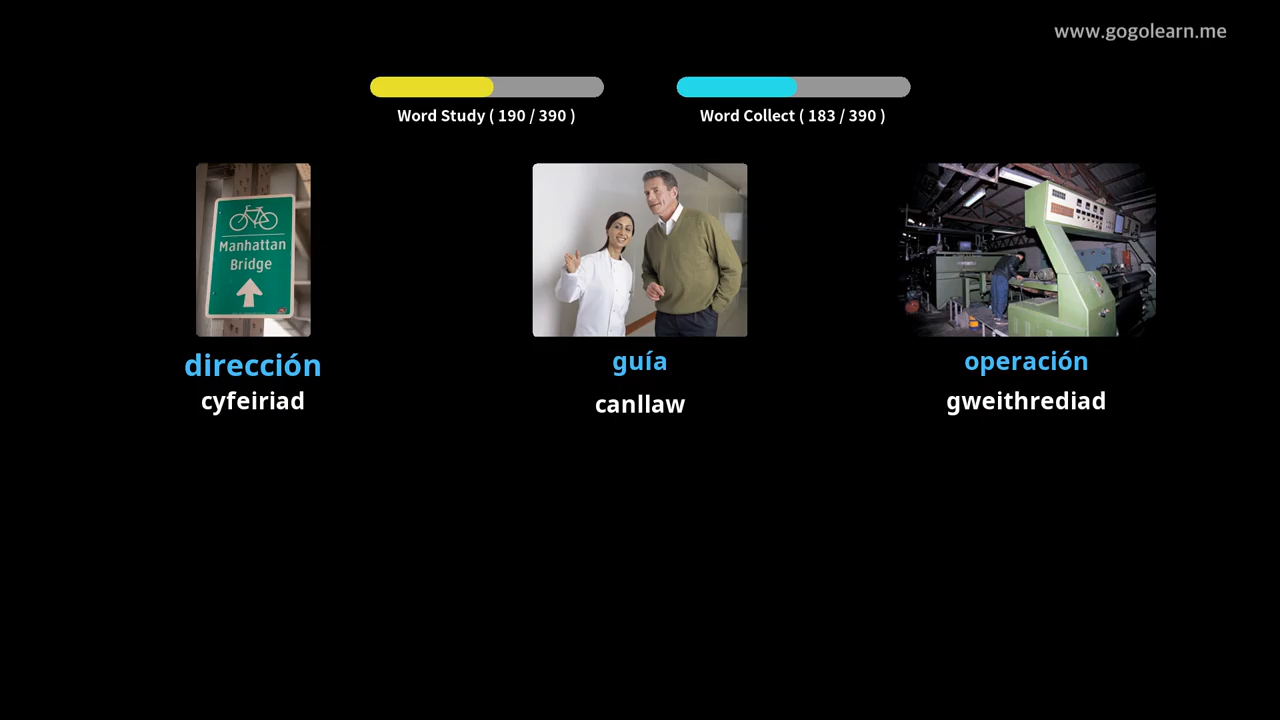 www.gogolearn.me
Word Study ( 190 / 390 )
Word Collect ( 183 / 390 )
Manhattan
Bridge
dirección
guía
operación
cyfeiriad
canllaw
gweithrediad